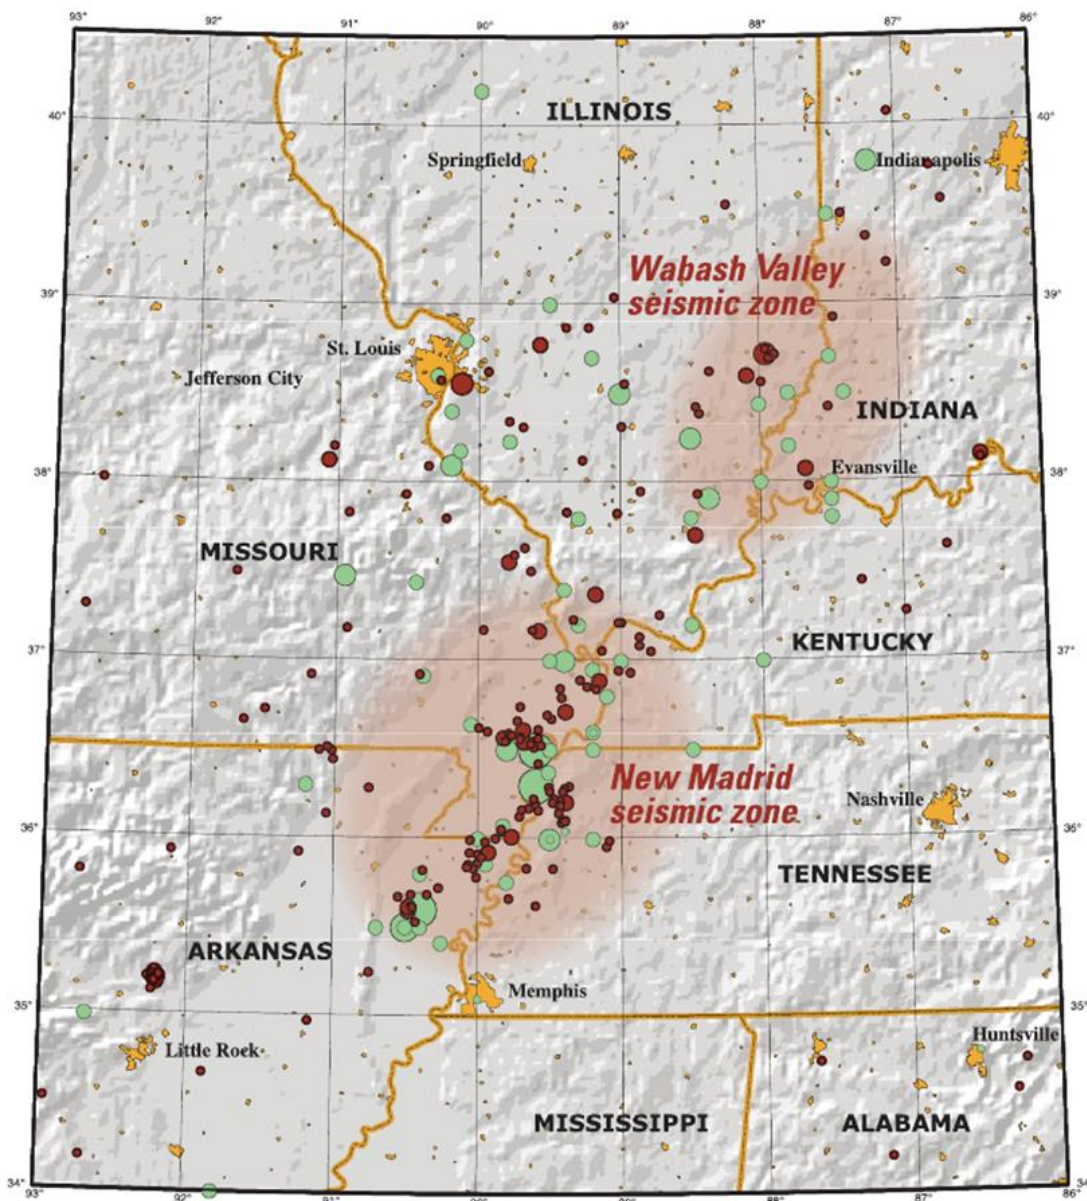 93°
92°
91°
90°
89°
88°
87°
86°
ILLINOIS
40°
40°
Springfield
Indianapolis
Wabash Valley
seismic zone
39°
39°
St. Louis
Jefferson City
INDIANA
Evansville
38°
38°
MISSOURI
KENTUCKY
37°
37°
New Madrid
seismic zone
Nashville
36°
36°
TENNESSEE
ARKANSAS
Memphis
35°
35°
Huntsville
Little Rock
MISSISSIPPI
ALABAMA
34°
34°
93°
92°
91°
90°
89°
88°
87°
86°